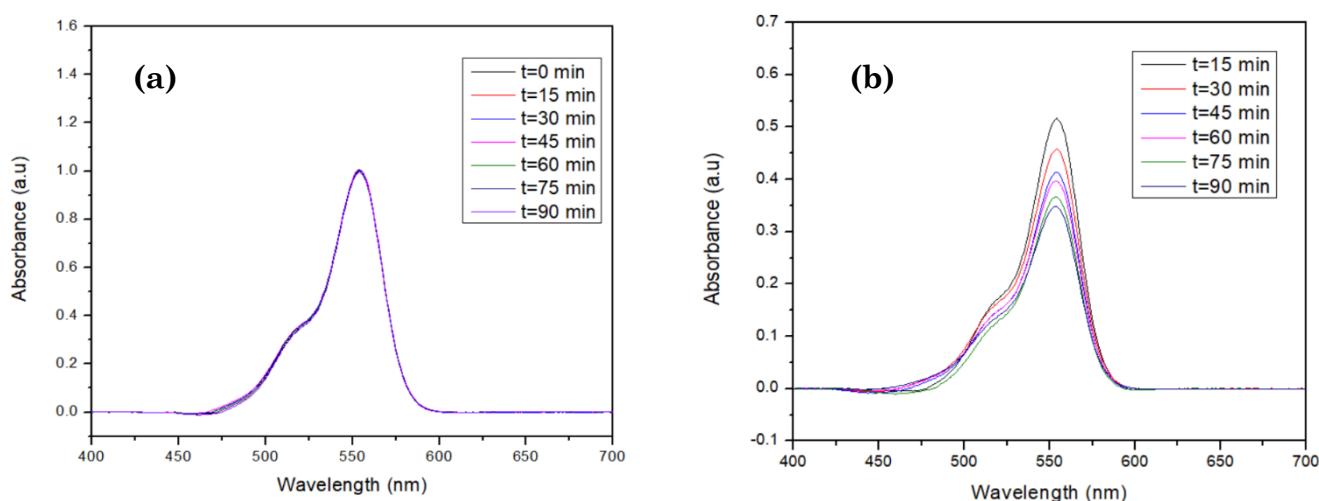 (a)
t=0 min
t=15 min
t=30 min
t=45 min
t=60 min
t=75 min
t=90 min
Absorbance (a.u)
1.6
1.4
1.2
1.0
0.8
0.6
0.4
0.2
0.0
400 450 500 550 600 650 700
Wavelength (nm)
(b)
t=15 min
t=30 min
t=45 min
t=60 min
t=75 min
t=90 min
Absorbance (a.u)
0.7
0.6
0.5
0.4
0.3
0.2
0.1
0.0
-0.1
400 450 500 550 600 650 700
Wavelength (nm)